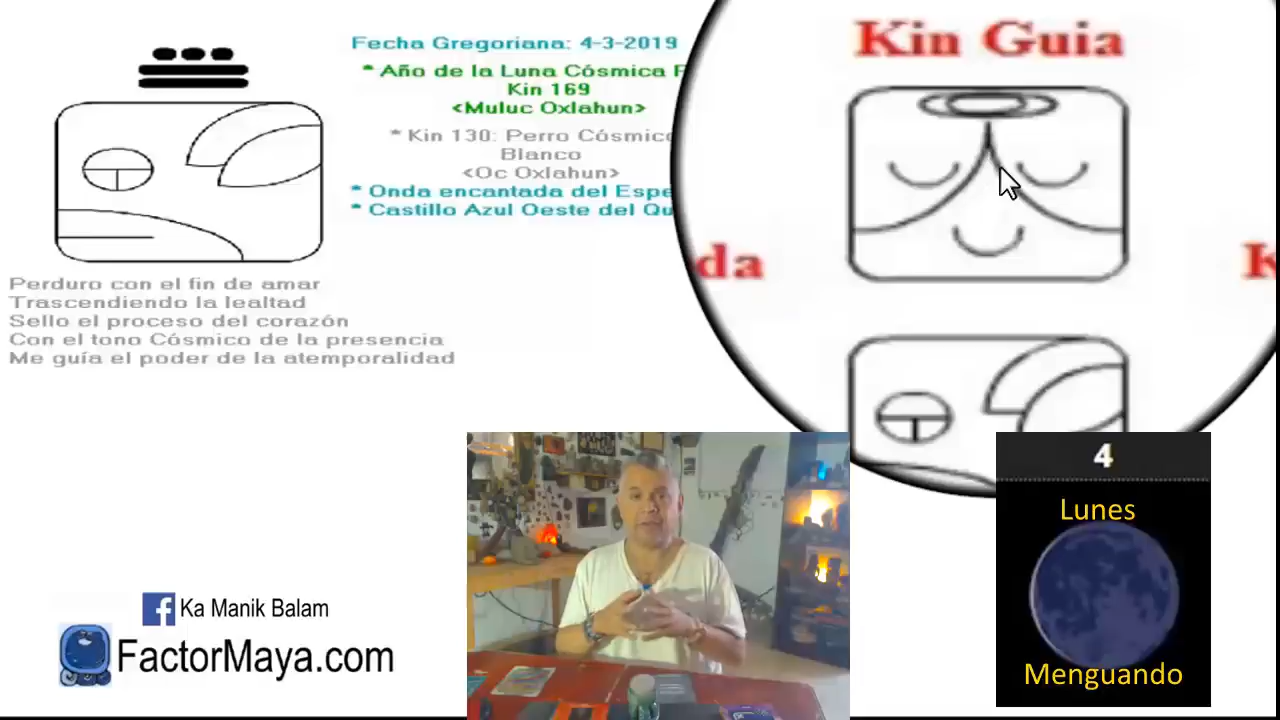 Fecha Gregoriana: 4-3-2019
* Año de la Luna Cósmica
Kin 169
<Muluc Oxlahun>
* Kin 130: Perro Cósmico
Blanco
<Oc Oxlahun>
* Onda encantada del Espe
* Castillo Azul Oeste del Qu
Perduro con el fin de amar
Trascendiendo la lealtad
Sello el proceso del corazón
Con el tono Cósmico de la presencia
Me guía el poder de la atemporalidad
Kin Guia
da
K
4
Lunes
Menguando
Ka Manik Balam
FactorMaya.com